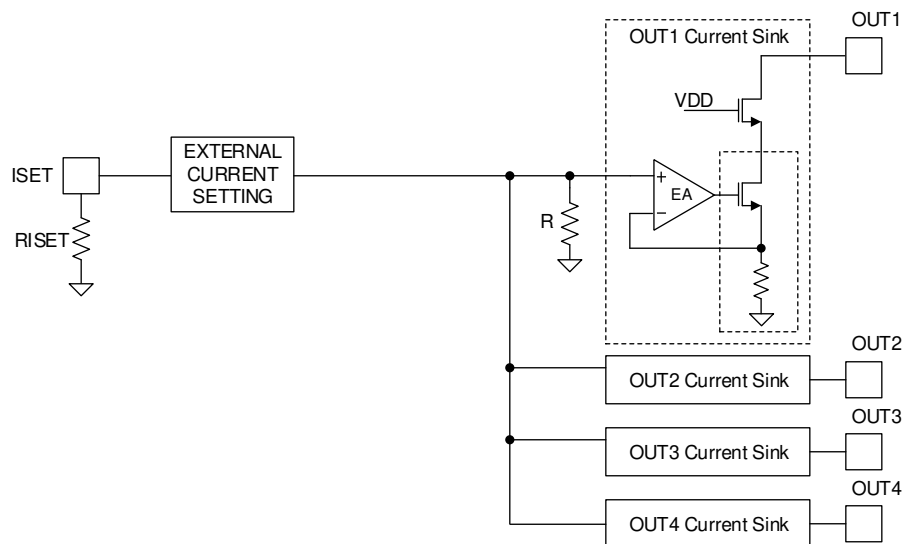 OUT1
OUT1 Current Sink
VDD
EXTERNAL
CURRENT
SETTING
ISET
+
EA
−
RISET
R
OUT2
OUT2 Current Sink
OUT3
OUT3 Current Sink
OUT4
OUT4 Current Sink